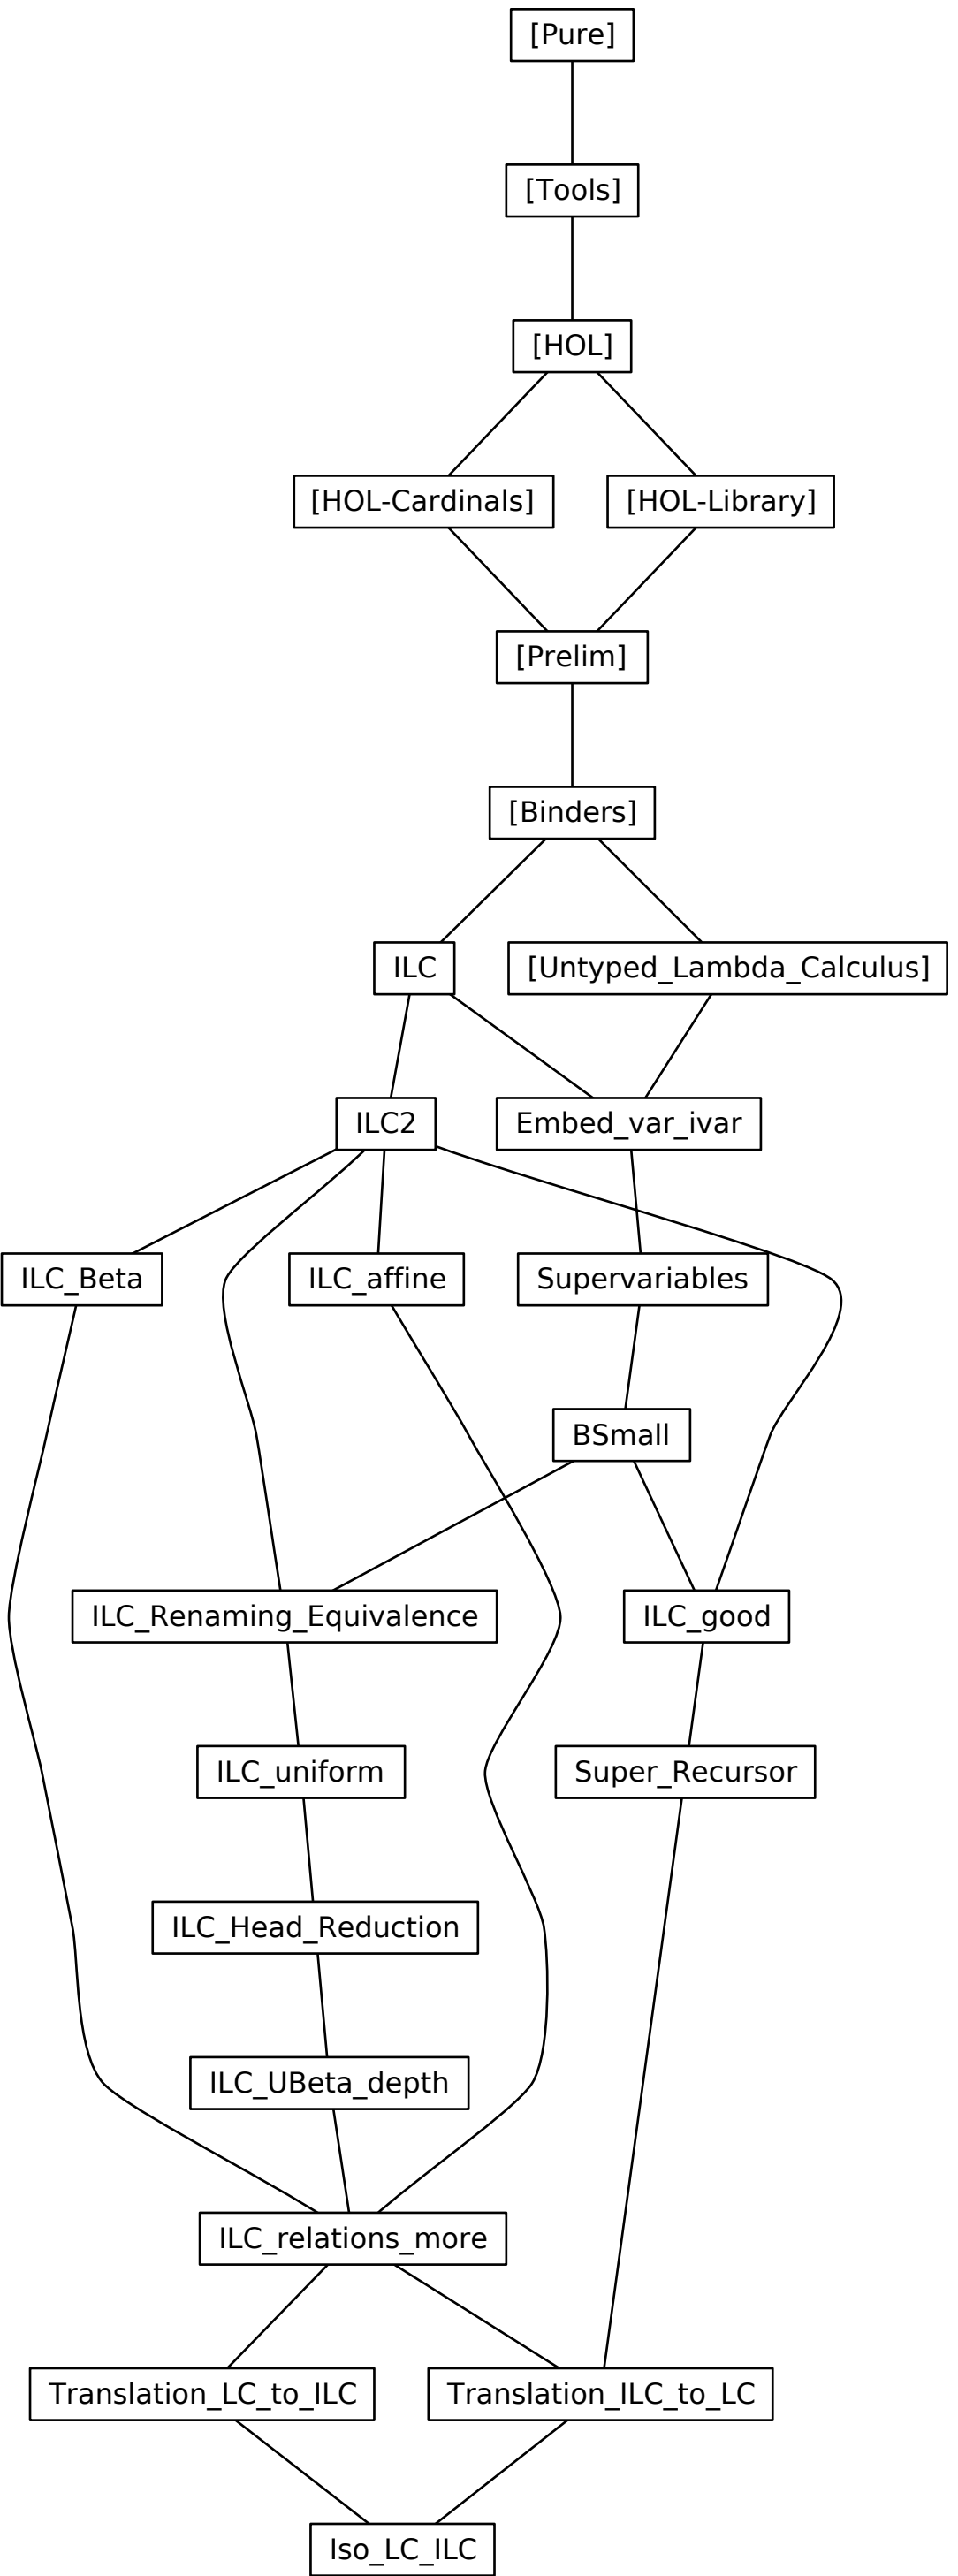 [Pure]
[Tools]
[HOL]
[HOL-Cardinals]
[HOL-Library]
[Prelim]
[Binders]
ILC
[Untyped_Lambda_Calculus]
ILC2
Embed_var_ivar
ILC_Beta
ILC_affine
Supervariables
BSmall
ILC_Renaming_Equivalence
ILC_good
ILC_uniform
Super_Recursor
ILC_Head_Reduction
ILC_UBeta_depth
ILC_relations_more
Translation_LC_to_ILC
Translation_ILC_to_LC
Iso_LC_ILC